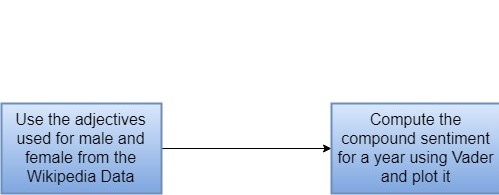 Use the adjectives
used for male and
female from the
Wikipedia Data
Compute the
compound sentiment
for a year using Vader
and plot it